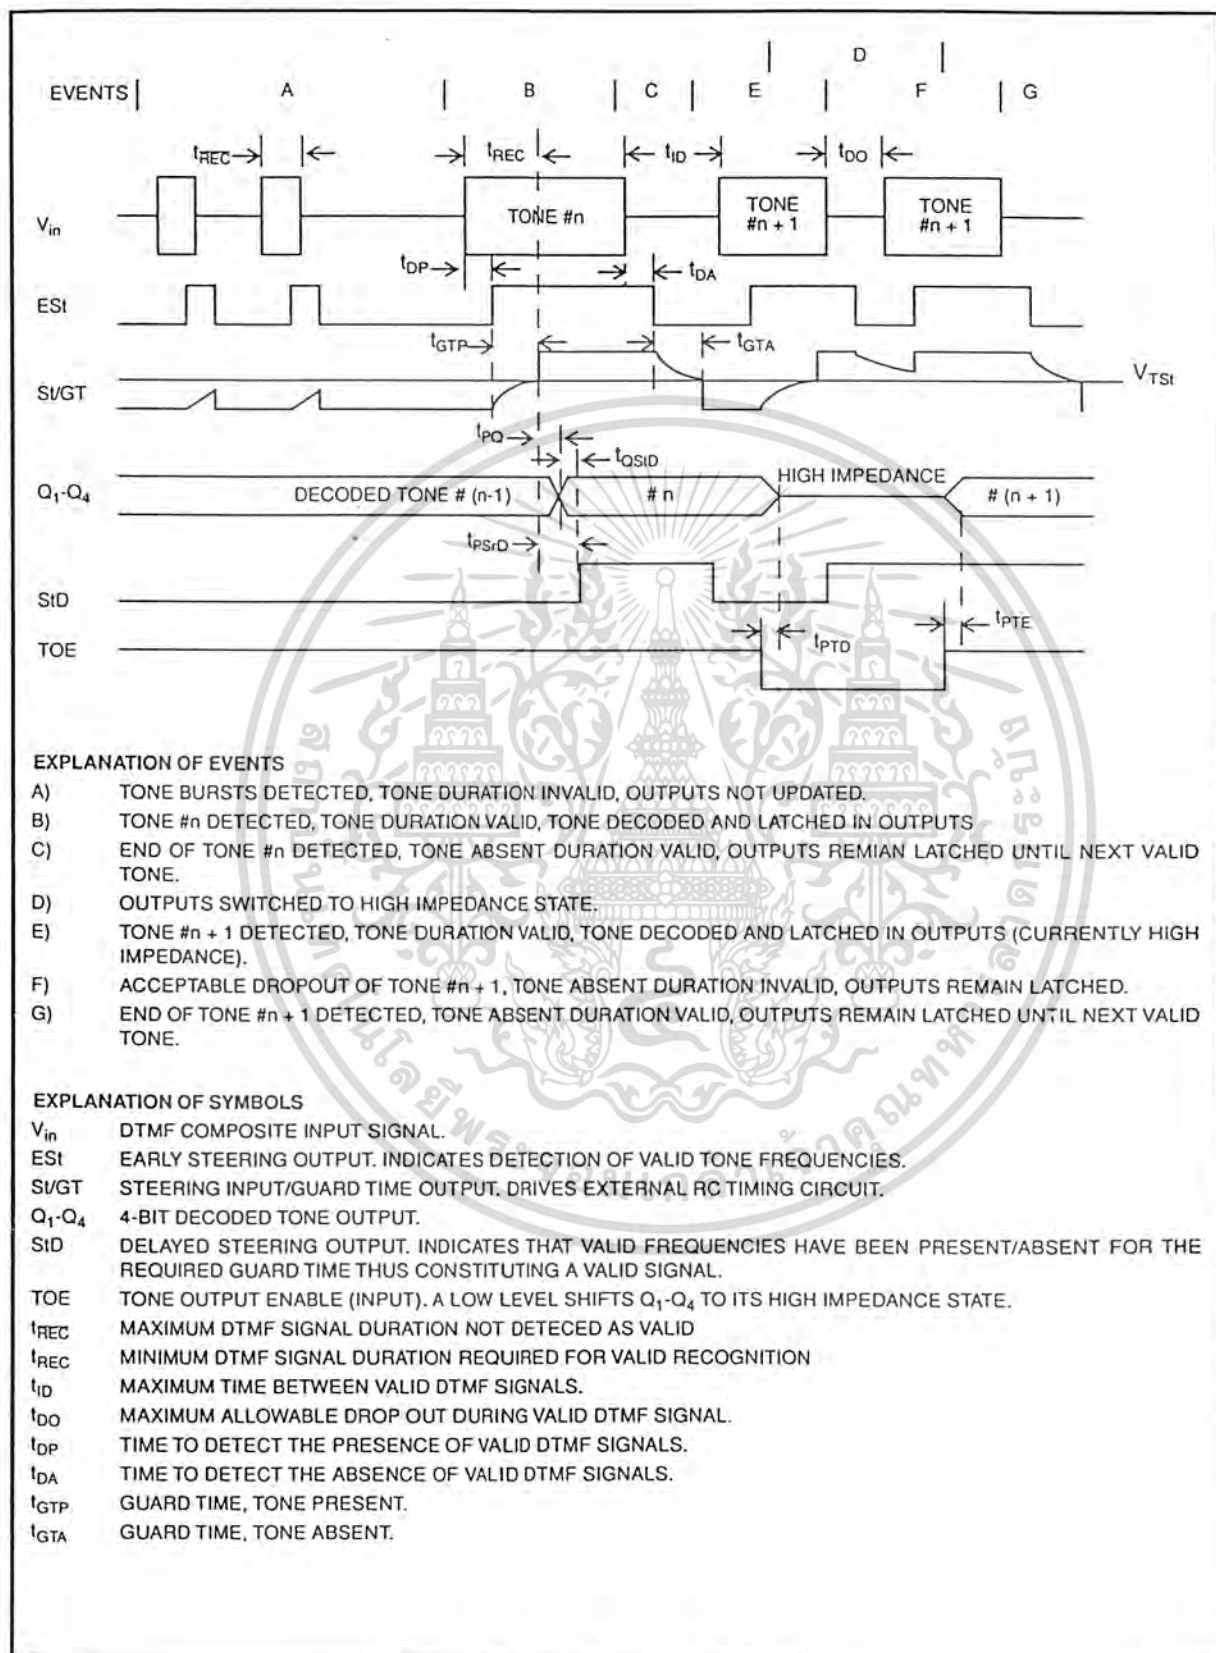 D
EVENTS A B C E F G
tREC tREC tID tDO
Vin TONE #n TONE #n + 1 TONE #n + 1
tDP tDA
ESt
tGTP tGTA
St/GT VTSt
tPQ
tQStD
Q1-Q4 DECODED TONE # (n-1) # n HIGH IMPEDANCE # (n + 1)
tPSrD
StD
tPTD tPTE
TOE
EXPLANATION OF EVENTS
A) TONE BURSTS DETECTED, TONE DURATION INVALID, OUTPUTS NOT UPDATED.
B) TONE #n DETECTED, TONE DURATION VALID, TONE DECODED AND LATCHED IN OUTPUTS
C) END OF TONE #n DETECTED, TONE ABSENT DURATION VALID, OUTPUTS REMIAN LATCHED UNTIL NEXT VALID
TONE.
D) OUTPUTS SWITCHED TO HIGH IMPEDANCE STATE.
E) TONE #n + 1 DETECTED, TONE DURATION VALID, TONE DECODED AND LATCHED IN OUTPUTS (CURRENTLY HIGH
IMPEDANCE).
F) ACCEPTABLE DROPOUT OF TONE #n + 1, TONE ABSENT DURATION INVALID, OUTPUTS REMAIN LATCHED.
G) END OF TONE #n + 1 DETECTED, TONE ABSENT DURATION VALID, OUTPUTS REMAIN LATCHED UNTIL NEXT VALID
TONE.
EXPLANATION OF SYMBOLS
Vin DTMF COMPOSITE INPUT SIGNAL.
ESt EARLY STEERING OUTPUT. INDICATES DETECTION OF VALID TONE FREQUENCIES.
St/GT STEERING INPUT/GUARD TIME OUTPUT. DRIVES EXTERNAL RC TIMING CIRCUIT.
Q1-Q4 4-BIT DECODED TONE OUTPUT.
StD DELAYED STEERING OUTPUT. INDICATES THAT VALID FREQUENCIES HAVE BEEN PRESENT/ABSENT FOR THE
REQUIRED GUARD TIME THUS CONSTITUTING A VALID SIGNAL.
TOE TONE OUTPUT ENABLE (INPUT). A LOW LEVEL SHIFTS Q1-Q4 TO ITS HIGH IMPEDANCE STATE.
tREC MAXIMUM DTMF SIGNAL DURATION NOT DETECED AS VALID
tREC MINIMUM DTMF SIGNAL DURATION REQUIRED FOR VALID RECOGNITION
tID MAXIMUM TIME BETWEEN VALID DTMF SIGNALS.
tDO MAXIMUM ALLOWABLE DROP OUT DURING VALID DTMF SIGNAL.
tDP TIME TO DETECT THE PRESENCE OF VALID DTMF SIGNALS.
tDA TIME TO DETECT THE ABSENCE OF VALID DTMF SIGNALS.
tGTP GUARD TIME, TONE PRESENT.
tGTA GUARD TIME, TONE ABSENT.